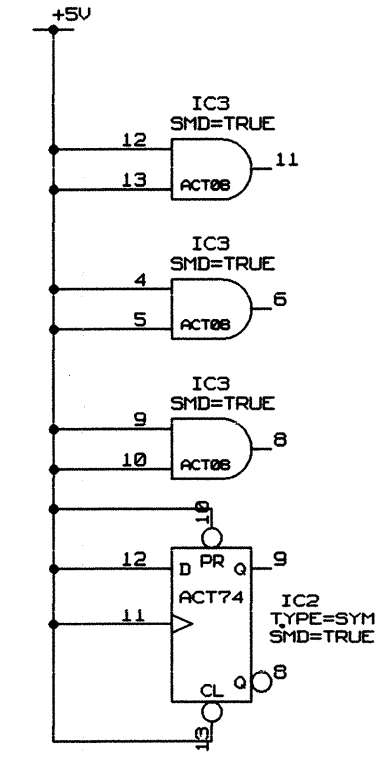 +5V
IC3
SMD=TRUE
12
11
13
ACT08
IC3
SMD=TRUE
4
6
5
ACT08
IC3
SMD=TRUE
9
8
10
ACT08
10
12
D
PR
Q
9
ACT74
IC2
11
TYPE=SYM
SMD=TRUE
CL
Q
8
13